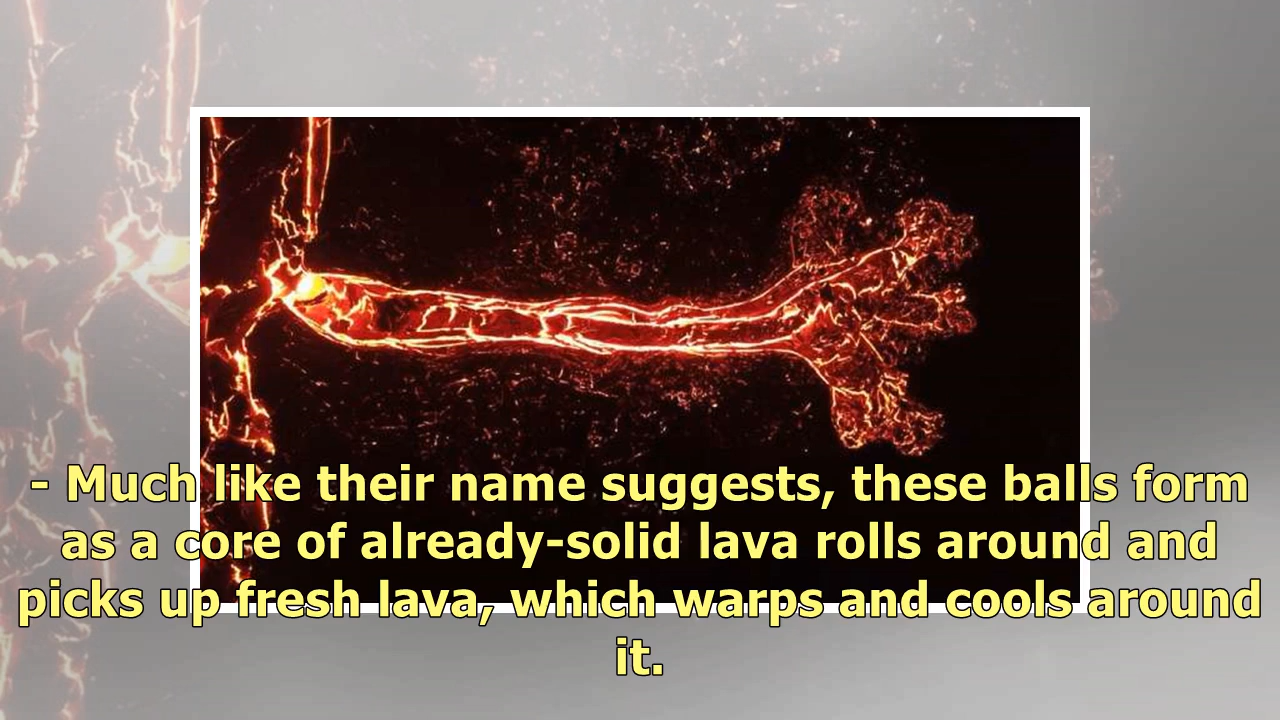 - Much like their name suggests, these balls form
as a core of already-solid lava rolls around and
picks up fresh lava, which warps and cools around
it.